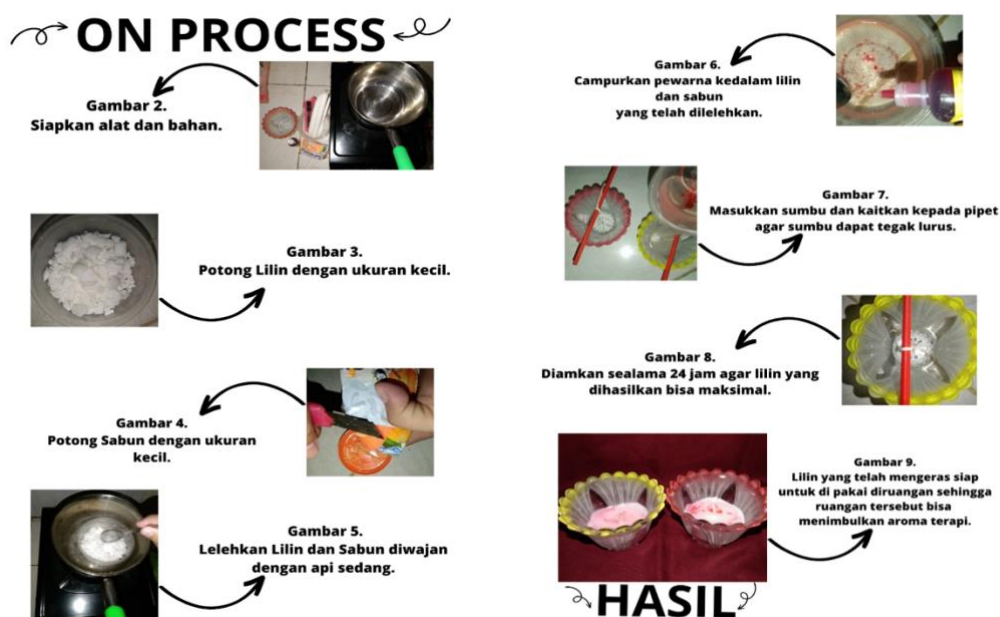 ON PROCESS
Gambar 2.
Siapkan alat dan bahan.
Gambar 3.
Potong Lilin dengan ukuran kecil.
Gambar 4.
Potong Sabun dengan ukuran
kecil.
Gambar 5.
Lelehkan Lilin dan Sabun diwajan
dengan api sedang.
Gambar 6.
Campurkan pewarna kedalam lilin
dan sabun
yang telah dilelehkan.
Gambar 7.
Masukkan sumbu dan kaitkan kepada pipet
agar sumbu dapat tegak lurus.
Gambar 8.
Diamkan sealama 24 jam agar lilin yang
dihasilkan bisa maksimal.
Gambar 9.
Lilin yang telah mengeras siap
untuk di pakai diruangan sehingga
ruangan tersebut bisa
menimbulkan aroma terapi.
HASIL